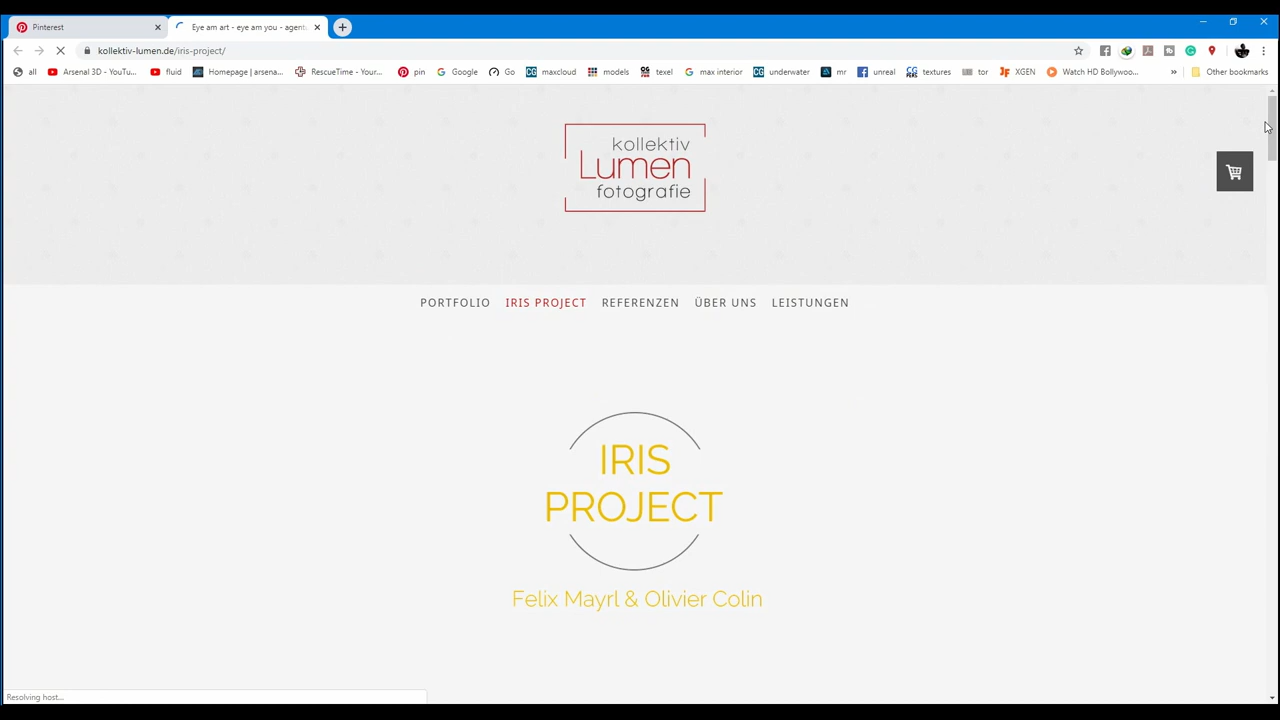 Pinterest
Eye am art - eye am you - agent
kollektiv-lumen.de/iris-project/
all
Arsenal 3D - YouTu...
fluid
Homepage | arsena...
RescueTime - Your...
pin
Google
Go
maxcloud
models
texel
max interior
underwater
mr
unreal
textures
tor
XGEN
Watch HD Bollywoo...
»
Other bookmarks
kollektiv
Lumen
fotografie
PORTFOLIO
IRIS PROJECT
REFERENZEN
ÜBER UNS
LEISTUNGEN
IRIS
PROJECT
Felix Mayrl & Olivier Colin
Resolving host...